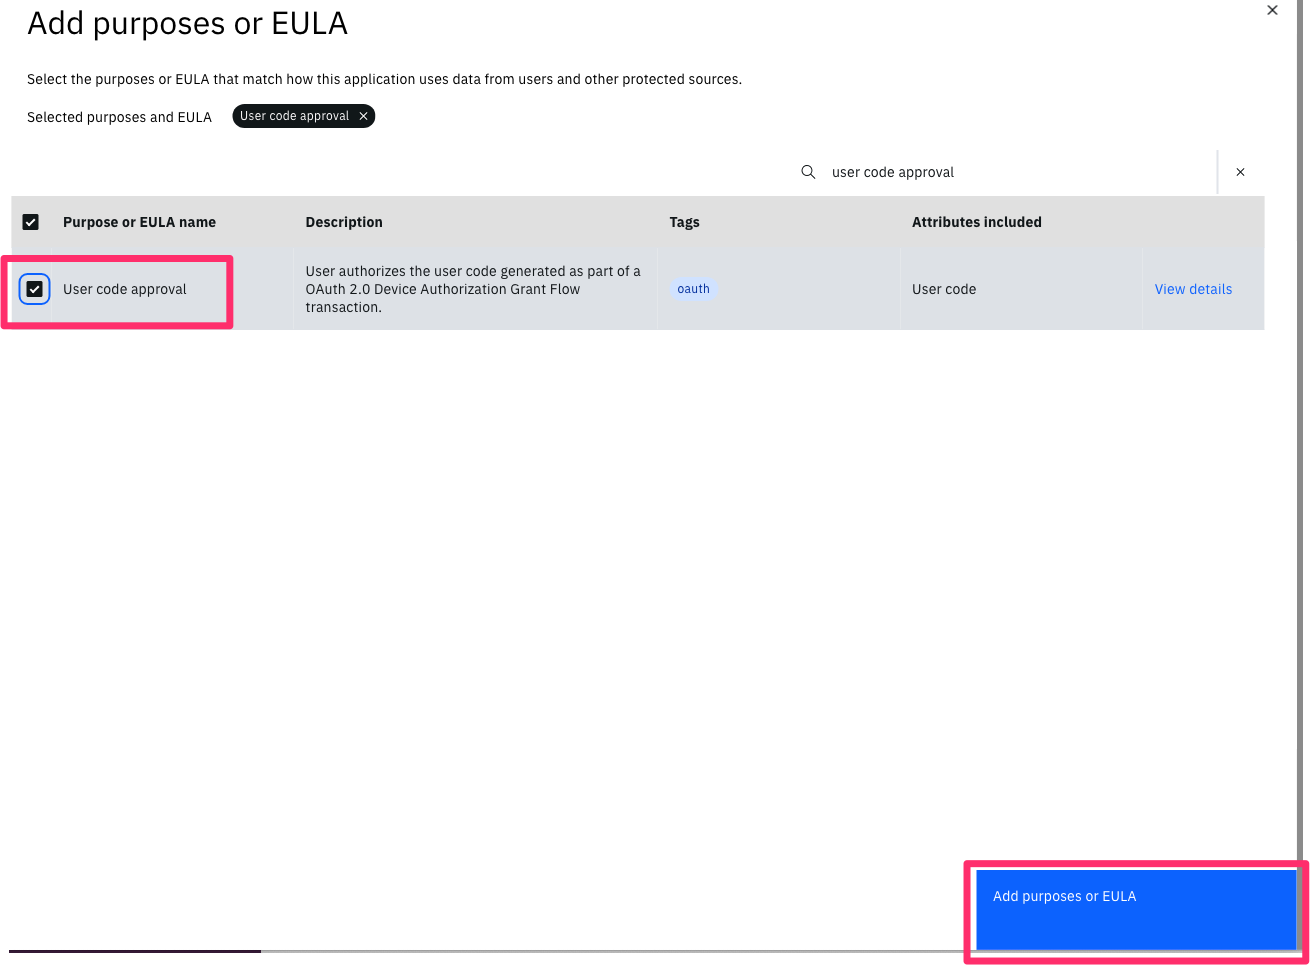 Add purposes or EULA
Select the purposes or EULA that match how this application uses data from users and other protected sources.
Selected purposes and EULA
User code approval
user code approval
Purpose or EULA name
Description
Tags
Attributes included
User code approval
User authorizes the user code generated as part of a
OAuth 2.0 Device Authorization Grant Flow
transaction.
oauth
User code
View details
Add purposes or EULA